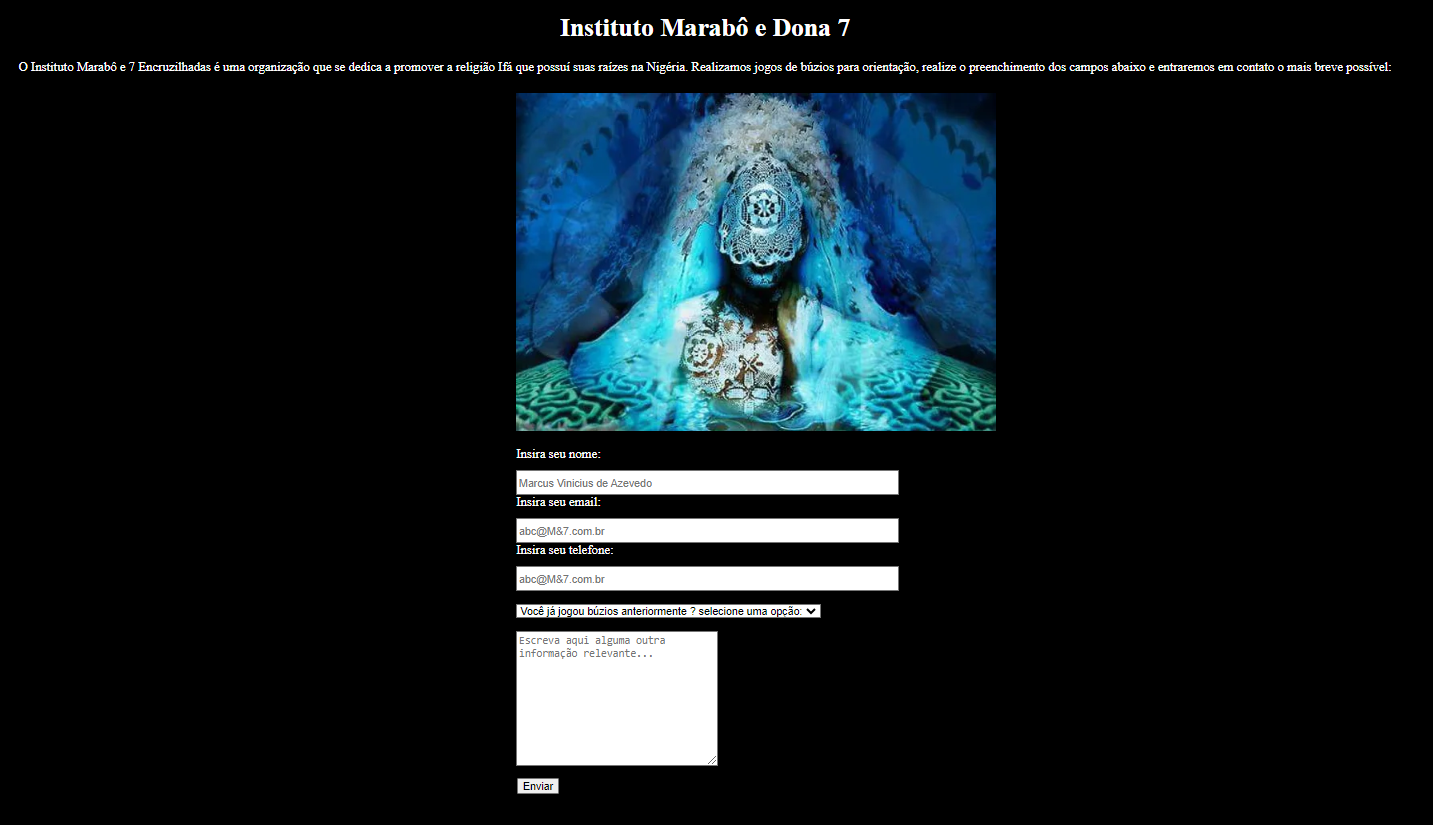 Instituto Marabô e Dona 7
O Instituto Marabô e 7 Encruzilhadas é uma organização que se dedica a promover a religião Ifá que possuí suas raízes na Nigéria. Realizamos jogos de búzios para orientação, realize o preenchimento dos campos abaixo e entraremos em contato o mais breve possível:
Insira seu nome:
Marcus Vinicius de Azevedo
Insira seu email:
abc@M&7.com.br
Insira seu telefone:
abc@M&7.com.br
Você já jogou búzios anteriormente ? selecione uma opção:
Escreva aqui alguma outra
informação relevante...
Enviar